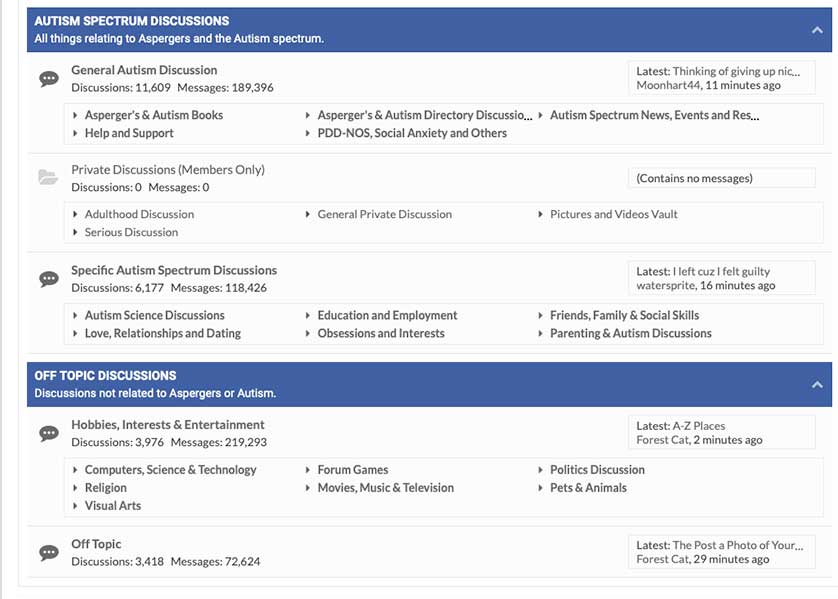 AUTISM SPECTRUM DISCUSSIONS
All things relating to Aspergers and the Autism spectrum.
General Autism Discussion
Discussions: 11,609 Messages: 189,396
Latest: Thinking of giving up nic...
Moonhart44, 11 minutes ago
Asperger's & Autism Books
Asperger's & Autism Directory Discussio...
Autism Spectrum News, Events and Res...
Help and Support
PDD-NOS, Social Anxiety and Others
Private Discussions (Members Only)
Discussions: 0 Messages: 0
(Contains no messages)
Adulthood Discussion
General Private Discussion
Pictures and Videos Vault
Serious Discussion
Specific Autism Spectrum Discussions
Discussions: 6,177 Messages: 118,426
Latest: I left cuz I felt guilty
watersprite, 16 minutes ago
Autism Science Discussions
Education and Employment
Friends, Family & Social Skills
Love, Relationships and Dating
Obsessions and Interests
Parenting & Autism Discussions
OFF TOPIC DISCUSSIONS
Discussions not related to Aspergers or Autism.
Hobbies, Interests & Entertainment
Discussions: 3,976 Messages: 219,293
Latest: A-Z Places
Forest Cat, 2 minutes ago
Computers, Science & Technology
Forum Games
Politics Discussion
Religion
Movies, Music & Television
Pets & Animals
Visual Arts
Off Topic
Discussions: 3,418 Messages: 72,624
Latest: The Post a Photo of Your...
Forest Cat, 29 minutes ago